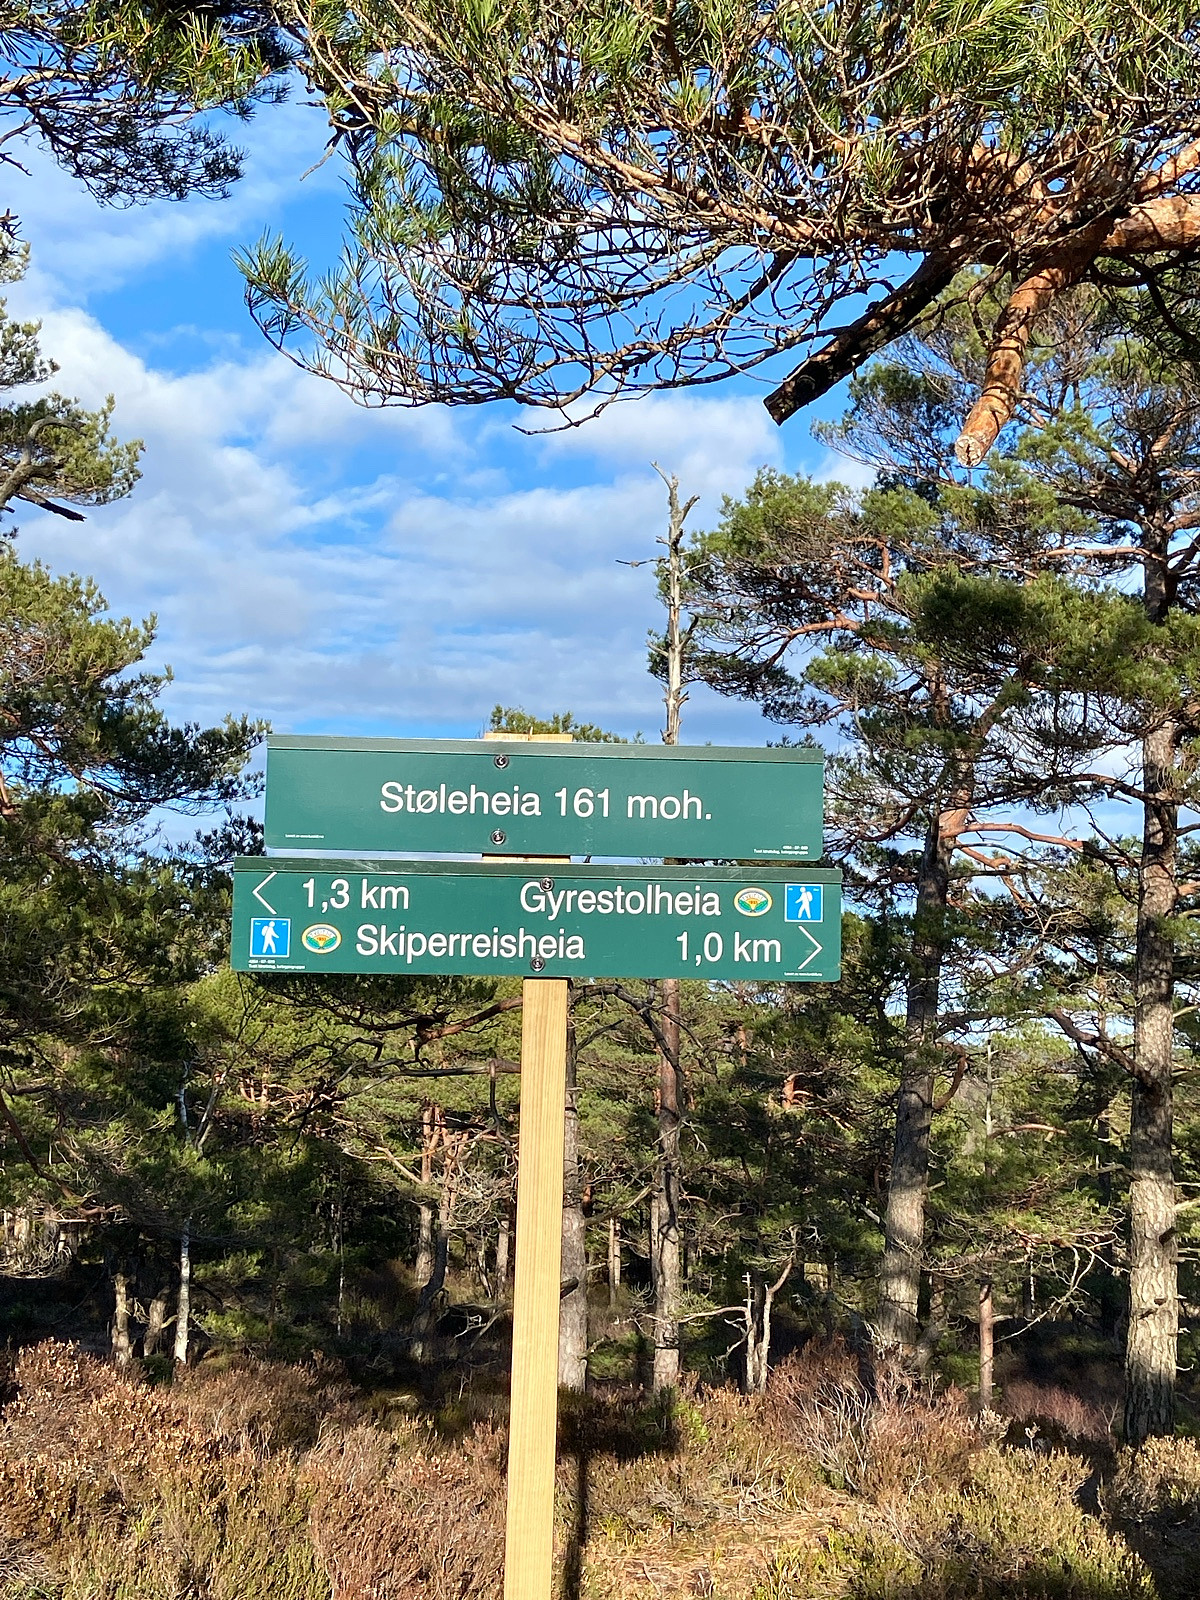 Støleheia 161 moh.
< 1,3 km Gyrestolheia
Skiperreisheia 1,0 km >